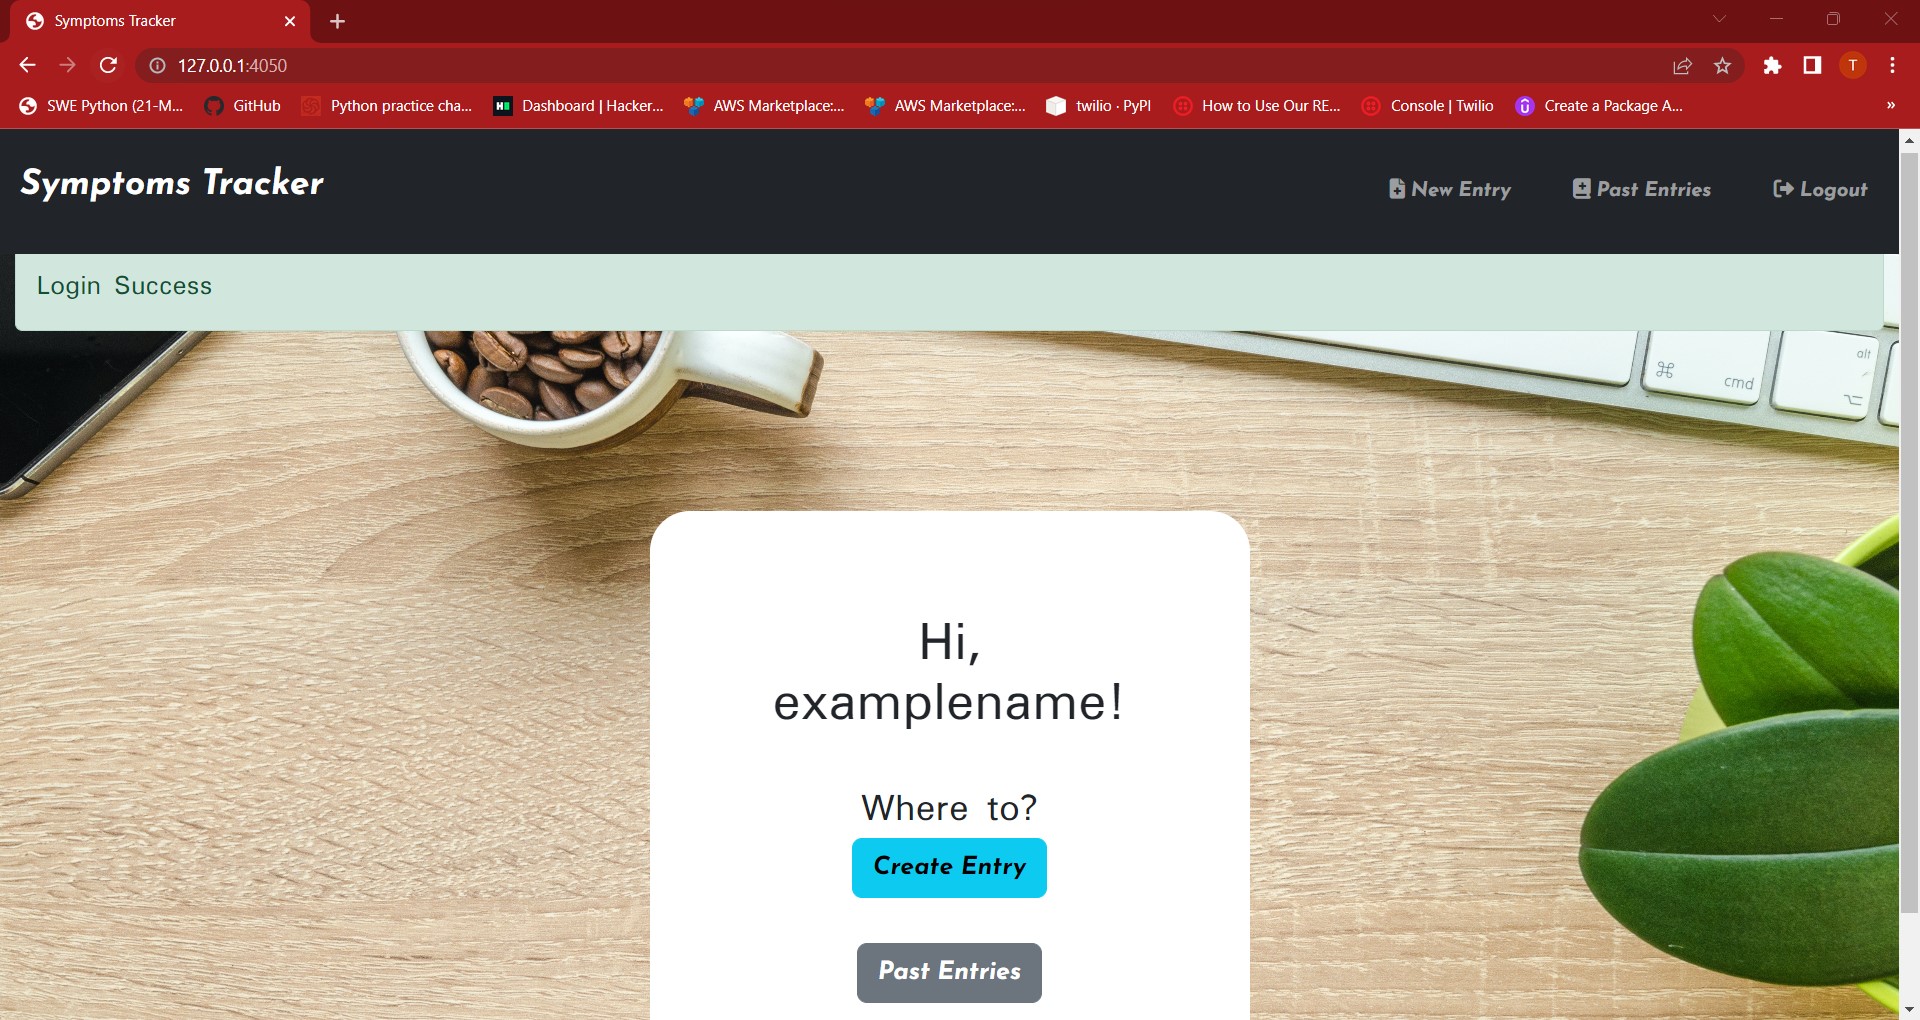 Symptoms Tracker
127.0.0.1:4050
T
SWE Python (21-M... GitHub Python practice cha... Dashboard | Hacker... AWS Marketplace:... AWS Marketplace:... twilio · PyPI How to Use Our RE... Console | Twilio Create a Package A... »
Symptoms Tracker
New Entry Past Entries Logout
Login Success
alt
⌘ cmd ⌥
Hi,
examplename!
Where to?
Create Entry
Past Entries